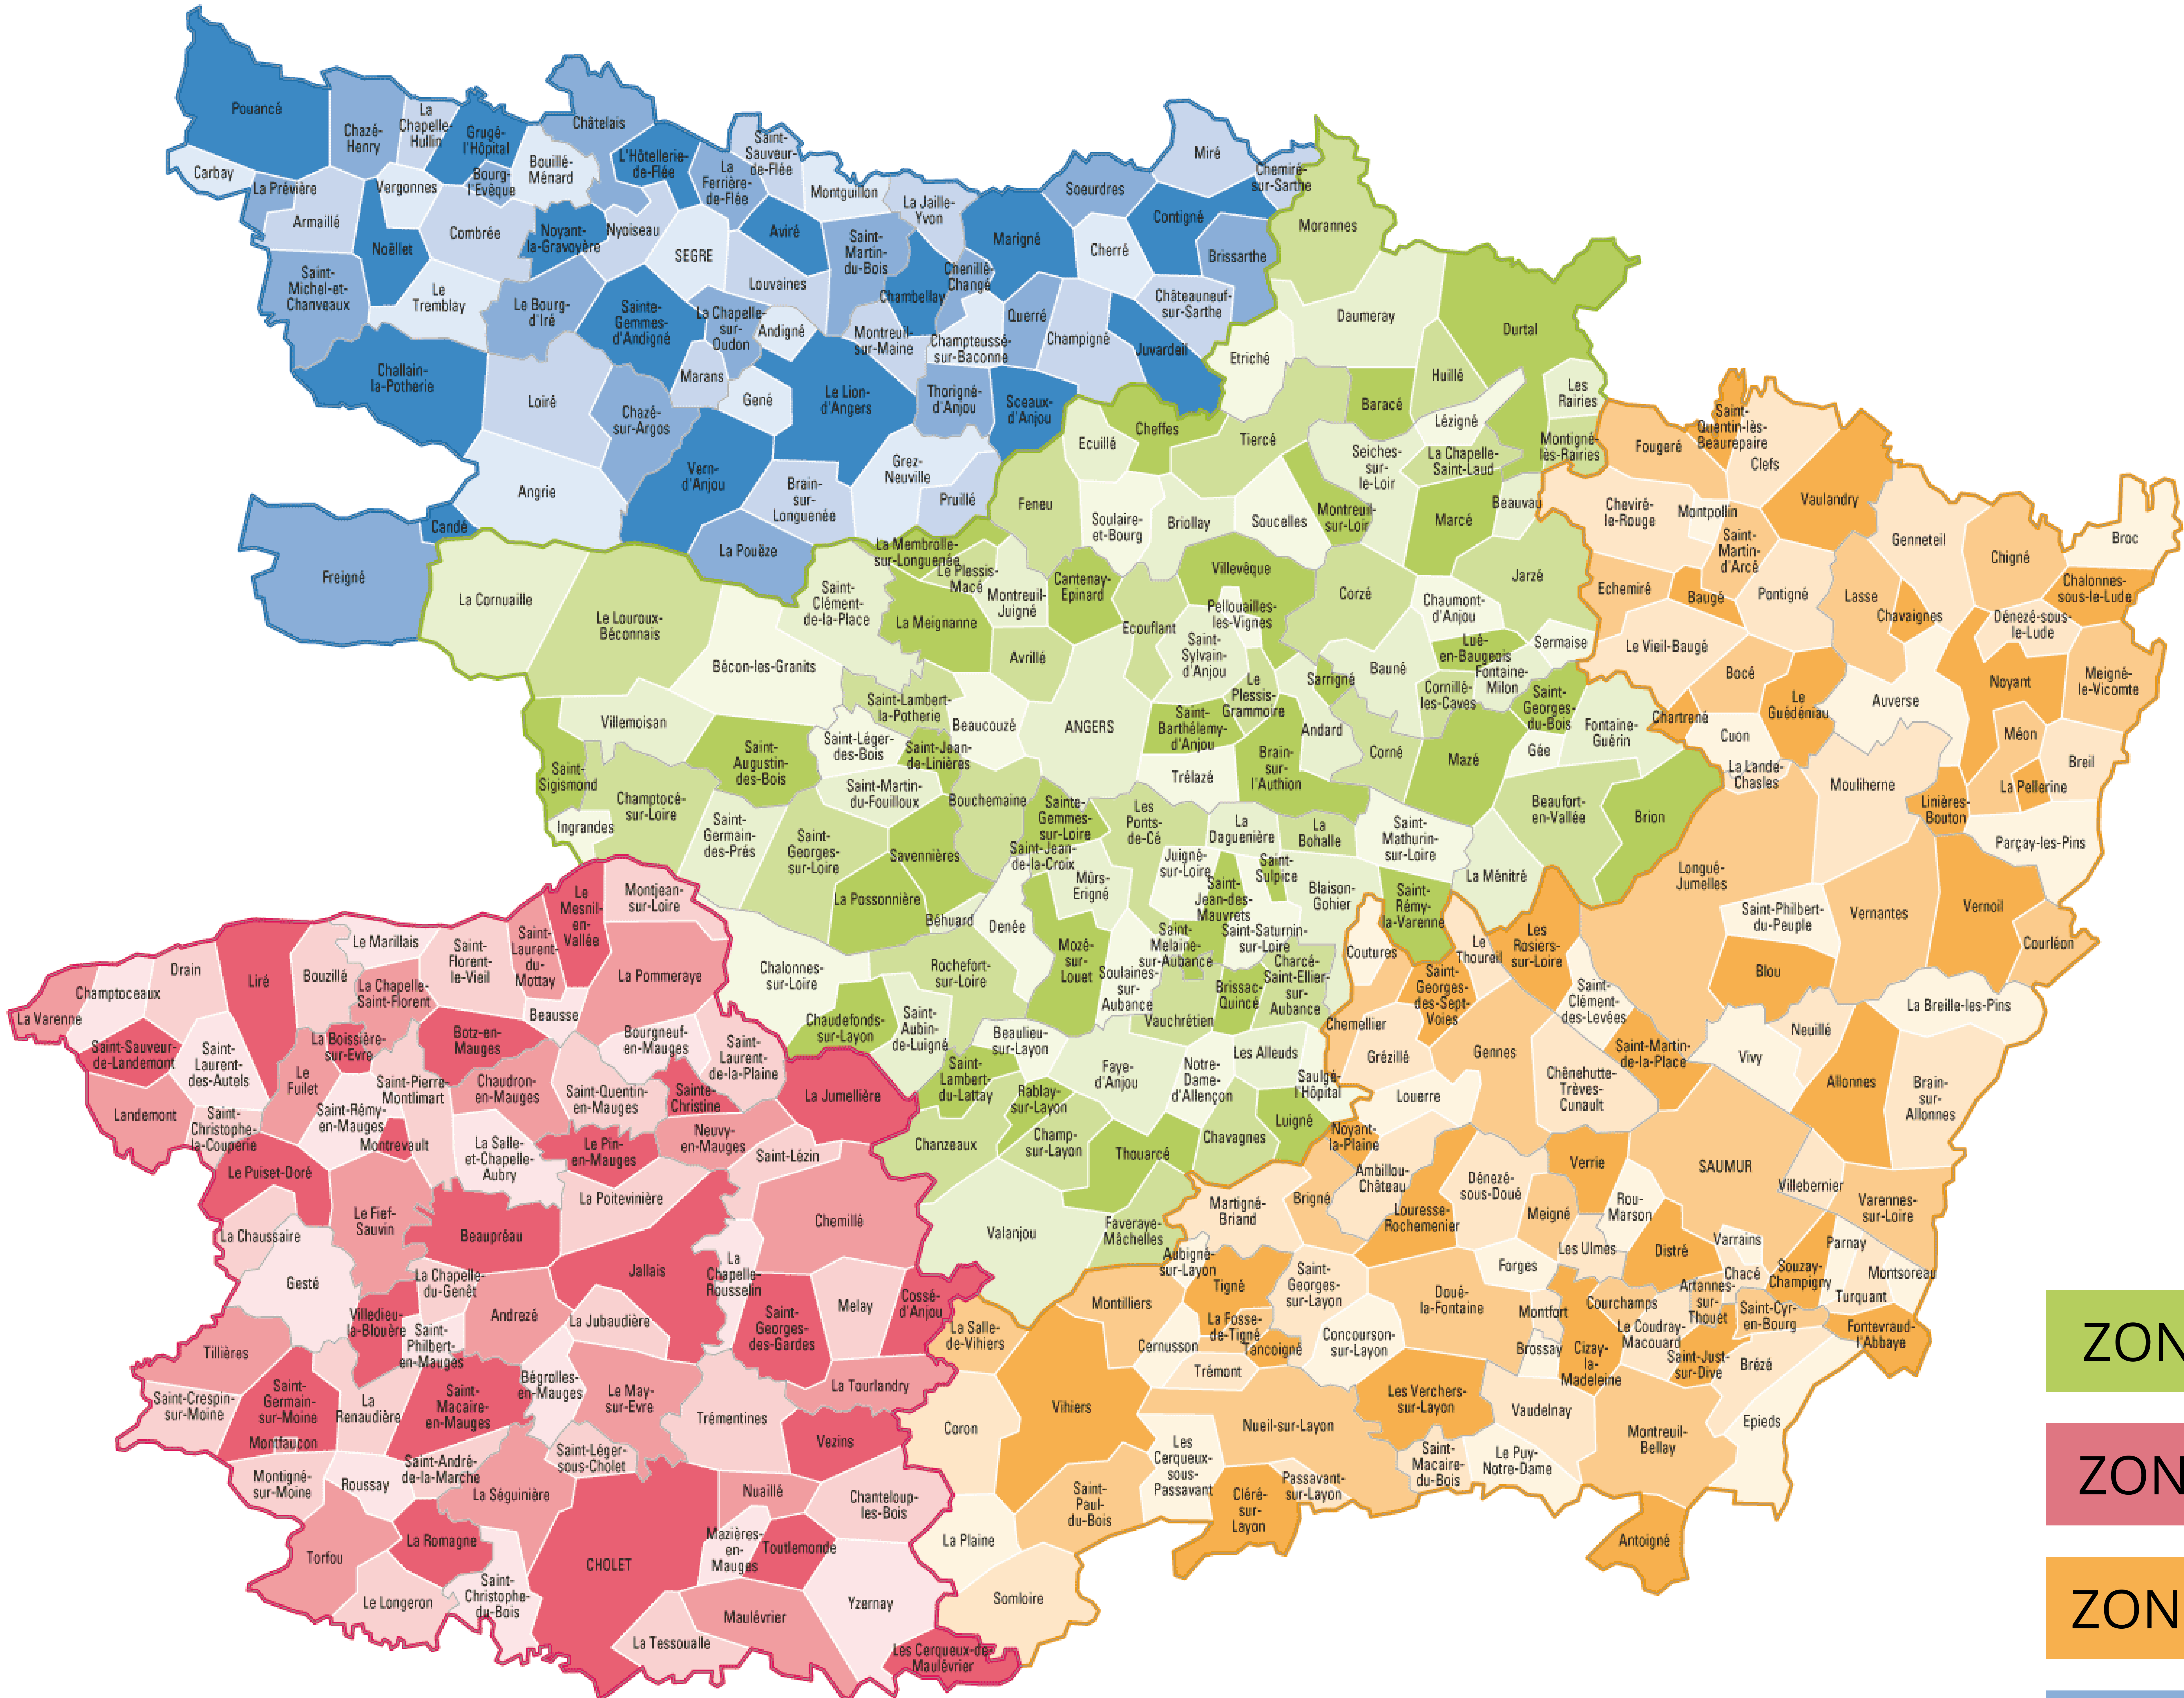 Pouancé
Chazé-
Henry
La
Chapelle-
Hullin
Grugé-
l'Hôpital
Châtelais
Bouillé-
Ménard
L'Hôtellerie-
de-Flée
La
Ferrière-
de-Flée
Saint-
Sauveur-
de-Flée
Montguillon
La Jaille-
Yvon
Soeurdres
Miré
Chemiré-
sur-Sarthe
Carbay
La Prévière
Vergonnes
Bourg-
l'Evêque
Armaillé
Noëllet
Combrée
Noyant-
la-Gravoyère
Nyoiseau
SEGRE
Aviré
Saint-
Martin-
du-Bois
Marigné
Cherré
Contigné
Brissarthe
Saint-
Michel-et-
Chanveaux
Le
Tremblay
Le Bourg-
d'Iré
Sainte-
Gemmes-
d'Andigné
Louvaines
La Chapelle-
sur-
Oudon
Andigné
Chambellay
Chenillé-
Changé
Montreuil-
sur-Maine
Champteussé-
sur-Baconne
Querré
Champigné
Châteauneuf-
sur-Sarthe
Juvardeil
Challain-
la-Potherie
Loiré
Chazé-
sur-Argos
Marans
Gené
Le Lion-
d'Angers
Thorigné-
d'Anjou
Sceaux-
d'Anjou
Angrie
Vern-
d'Anjou
Brain-
sur-
Longuenée
Grez-
Neuville
Pruillé
Candé
La Pouëze
Freigné
Morannes
Daumeray
Durtal
Etriché
Huillé
Les
Rairies
Baracé
Lézigné
Montigné-
lès-Rairies
Cheffes
Ecuillé
Tiercé
Seiches-
sur-
le-Loir
La Chapelle-
Saint-Laud
Feneu
Soulaire-
et-Bourg
Briollay
Soucelles
Montreuil-
sur-Loir
Marcé
Beauvau
La Membrolle-
sur-Longuenée
Le Plessis-
Macé
Montreuil-
Juigné
Cantenay-
Epinard
Villevêque
Corzé
Jarzé
Chaumont-
d'Anjou
La Cornuaille
Le Louroux-
Béconnais
Saint-
Clément-
de-la-Place
La Meignanne
Avrillé
Ecouflant
Pellouailles-
les-Vignes
Saint-
Sylvain-
d'Anjou
Lué-
en-Baugeois
Sermaise
Bécon-les-Granits
Le
Plessis-
Grammoire
Sarrigné
Bauné
Fontaine-
Milon
Cornillé-
les-Caves
Saint-
Georges-
du-Bois
Fontaine-
Guérin
Villemoisan
Saint-Lambert-
la-Potherie
Beaucouzé
ANGERS
Saint-
Barthélemy-
d'Anjou
Andard
Corné
Mazé
Gée
Saint-
Augustin-
des-Bois
Saint-Léger-
des-Bois
Saint-Jean-
de-Linières
Trélazé
Brain-
sur-
l'Authion
Saint-
Sigismond
Champtocé-
sur-Loire
Saint-Martin-
du-Fouilloux
Bouchemaine
Sainte-
Gemmes-
sur-Loire
Les
Ponts-
de-Cé
La
Daguenière
La
Bohalle
Saint-
Mathurin-
sur-Loire
Beaufort-
en-Vallée
Brion
Ingrandes
Saint-
Germain-
des-Prés
Saint-
Georges-
sur-Loire
Savennières
Saint-Jean-
de-la-Croix
Mûrs-
Erigné
Juigné-
sur-Loire
Saint-
Jean-des-
Mauvrets
Saint-
Sulpice
Blaison-
Gohier
Saint-
Rémy-
la-Varenne
La Ménitré
La Possonnière
Béhuard
Denée
Mozé-
sur-
Louet
Saint-
Melaine-
sur-Aubance
Saint-Saturnin-
sur-Loire
Chalonnes-
sur-Loire
Rochefort-
sur-Loire
Soulaines-
sur-
Aubance
Vauchrétien
Brissac-
Quincé
Charcé-
Saint-Ellier-
sur-
Aubance
Chaudefonds-
sur-Layon
Saint-
Aubin-
de-Luigné
Beaulieu-
sur-Layon
Faye-
d'Anjou
Notre-
Dame-
d'Allençon
Les Alleuds
Saulgé-
l'Hôpital
Saint-
Lambert-
du-Lattay
Rablay-
sur-Layon
Champ-
sur-Layon
Thouarcé
Chavagnes
Luigné
Chanzeaux
Valanjou
Faveraye-
Mâchelles
Fougeré
Saint-
Quentin-lès-
Beaurepaire
Clefs
Vaulandry
Cheviré-
le-Rouge
Montpollin
Saint-
Martin-
d'Arcé
Genneteil
Chigné
Broc
Echemiré
Baugé
Pontigné
Lasse
Chavaignes
Chalonnes-
sous-le-Lude
Dénezé-sous-
le-Lude
Le Vieil-Baugé
Bocé
Le
Guédéniau
Auverse
Noyant
Meigné-
le-Vicomte
Chartrené
Cuon
La Lande-
Chasles
Mouliherne
Méon
Breil
La Pellerine
Linières-
Bouton
Parçay-les-Pins
Longué-
Jumelles
Saint-Philbert-
du-Peuple
Vernantes
Vernoil
Courléon
Blou
Coutures
Le
Thoureil
Les
Rosiers-
sur-Loire
Saint-
Georges-
des-Sept-
Voies
Saint-
Clément-
des-Levées
La Breille-les-Pins
Neuillé
Chemellier
Grézillé
Gennes
Saint-Martin-
de-la-Place
Vivy
Allonnes
Brain-
sur-
Allonnes
Chênehutte-
Trèves-
Cunault
Louerre
Noyant-
la-Plaine
Ambillou-
Château
Dénezé-
sous-Doué
Verrie
SAUMUR
Villebernier
Varennes-
sur-Loire
Martigné-
Briand
Brigné
Louresse-
Rochemenier
Meigné
Rou-
Marson
Les Ulmes
Distré
Varrains
Parnay
Chacé
Souzay-
Champigny
Montsoreau
Turquant
Aubigné-
sur-Layon
Tigné
Saint-
Georges-
sur-Layon
Doué-
la-Fontaine
Forges
Montfort
Courchamps
Artannes-
sur-
Thouet
Saint-Cyr-
en-Bourg
Fontevraud-
l'Abbaye
Montilliers
La Fosse-
de-Tigné
Tancoigné
Concourson-
sur-Layon
Brossay
Cizay-
la-
Madeleine
Le Coudray-
Macouard
Saint-Just-
sur-Dive
Brézé
La Salle-
de-Vihiers
Cernusson
Trémont
Les Verchers-
sur-Layon
Vaudelnay
Montreuil-
Bellay
Epieds
Coron
Vihiers
Nueil-sur-Layon
Les
Cerqueux-
sous-
Passavant
Saint-
Macaire-
du-Bois
Le Puy-
Notre-Dame
Saint-
Paul-
du-Bois
Cléré-
sur-
Layon
Passavant-
sur-Layon
Antoigné
La Plaine
Somloire
Le
Mesnil-
en-
Vallée
Montjean-
sur-Loire
Le Marillais
Saint-
Florent-
le-Vieil
Saint-
Laurent-
du-
Mottay
La Pommeraye
Drain
Liré
Bouzillé
La Chapelle-
Saint-Florent
Champtoceaux
La Varenne
Beausse
Botz-en-
Mauges
Bourgneuf-
en-Mauges
Saint-
Laurent-
de-la-Plaine
Saint-Sauveur-
de-Landemont
Saint-
Laurent-
des-Autels
La Boissière-
sur-Evre
Le
Fuilet
Saint-Pierre-
Montlimart
Chaudron-
en-Mauges
Saint-Quentin-
en-Mauges
Sainte-
Christine
La Jumellière
Landemont
Saint-
Christophe-
la-Couperie
Saint-Rémy-
en-Mauges
Montrevault
La Salle-
et-Chapelle-
Aubry
Le Pin-
en-Mauges
Neuvy-
en-Mauges
Saint-Lézin
Le Puiset-Doré
La Poitevinière
Le Fief-
Sauvin
Beaupréau
Chemillé
La Chaussaire
Gesté
La Chapelle-
du-Genêt
Jallais
La
Chapelle-
Rousselin
Villedieu-
la-Blouère
Andrezé
La Jubaudière
Saint-
Georges-
des-Gardes
Melay
Cossé-
d'Anjou
Tillières
Saint-
Philbert-
en-Mauges
Bégrolles-
en-Mauges
Le May-
sur-Evre
La Tourlandry
Saint-Crespin-
sur-Moine
Saint-
Germain-
sur-Moine
La
Renaudière
Saint-
Macaire-
en-Mauges
Trémentines
Vezins
Montfaucon
Saint-André-
de-la-Marche
Saint-Léger-
sous-Cholet
Montigné-
sur-Moine
Roussay
La Séguinière
Nuaillé
Chanteloup-
les-Bois
Torfou
La Romagne
CHOLET
Mazières-
en-
Mauges
Toutlemonde
Le Longeron
Saint-
Christophe-
du-Bois
Maulévrier
Yzernay
La Tessoualle
Les Cerqueux-de-
Maulévrier
ZON
ZON
ZON